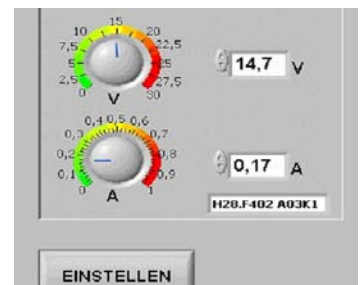 15
10 20
7,5 22,5
5 25
2,5 27,5
0 30
V
14,7 V
0,4 0,5 0,6
0,3 0,7
0,2 0,8
0,1 0,9
0 1
A
0,17 A
H28.F402 A03K1
EINSTELLEN